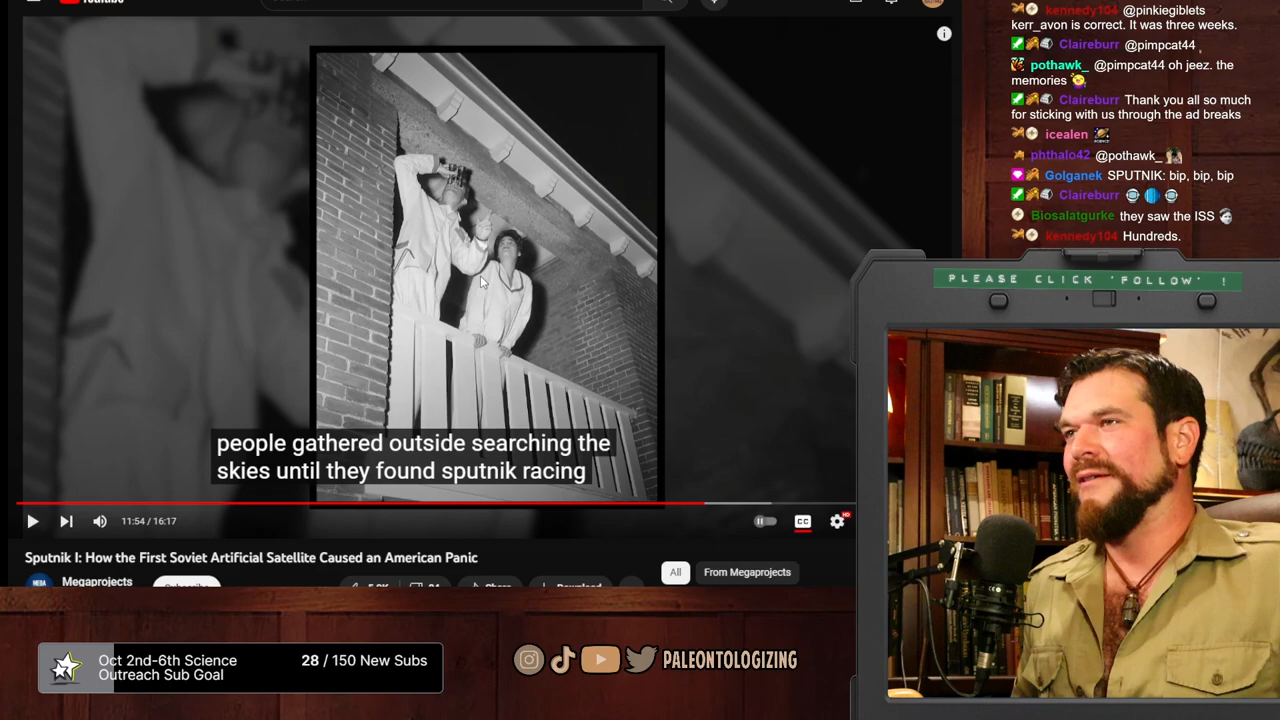 people gathered outside searching the
skies until they found sputnik racing
11:54 / 16:17
CC
HD
Sputnik I: How the First Soviet Artificial Satellite Caused an American Panic
Megaprojects
All
From Megaprojects
kennedy104 @pinkiegiblets
kerr_avon is correct. It was three weeks.
Claireburr @pimpcat44
pothawk_ @pimpcat44 oh jeez. the
memories
Claireburr Thank you all so much
for sticking with us through the ad breaks
icealen
phthalo42 @pothawk_
Golganek SPUTNIK: bip, bip, bip
Claireburr
Biosalatgurke they saw the ISS
kennedy104 Hundreds.
PLEASE CLICK 'FOLLOW' !
Oct 2nd-6th Science
Outreach Sub Goal
28 / 150 New Subs
PALEONTOLOGIZING